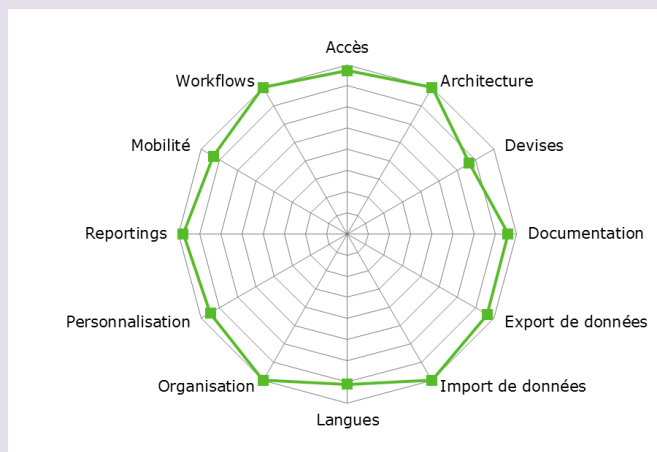 Accès
Workflows
Architecture
Mobilité
Devises
Reportings
Documentation
Personnalisation
Export de données
Organisation
Import de données
Langues